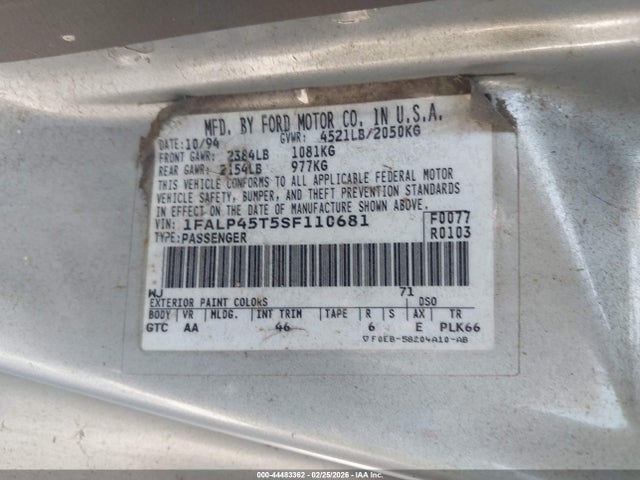 MFD. BY FORD MOTOR CO. IN U.S.A.
DATE: 10/94 GVWR: 4521LB/2050KG
FRONT GAWR: 2384LB 1081KG
REAR GAWR: 2154LB 977KG
THIS VEHICLE CONFORMS TO ALL APPLICABLE FEDERAL MOTOR
VEHICLE SAFETY, BUMPER, AND THEFT PREVENTION STANDARDS
IN EFFECT ON THE DATE OF MANUFACTURE SHOWN ABOVE.
VIN: 1FALP45T5SF110681 F0077
TYPE: PASSENGER R0103
WJ 71
EXTERIOR PAINT COLORS DSO
BODY VR MLDG. INT TRIM TAPE R S AX TR
GTC AA 46 6 E PLK66
▽F0EB-58204A10-AB
000-44483362 | 02/25/2026 | © IAA, Inc.